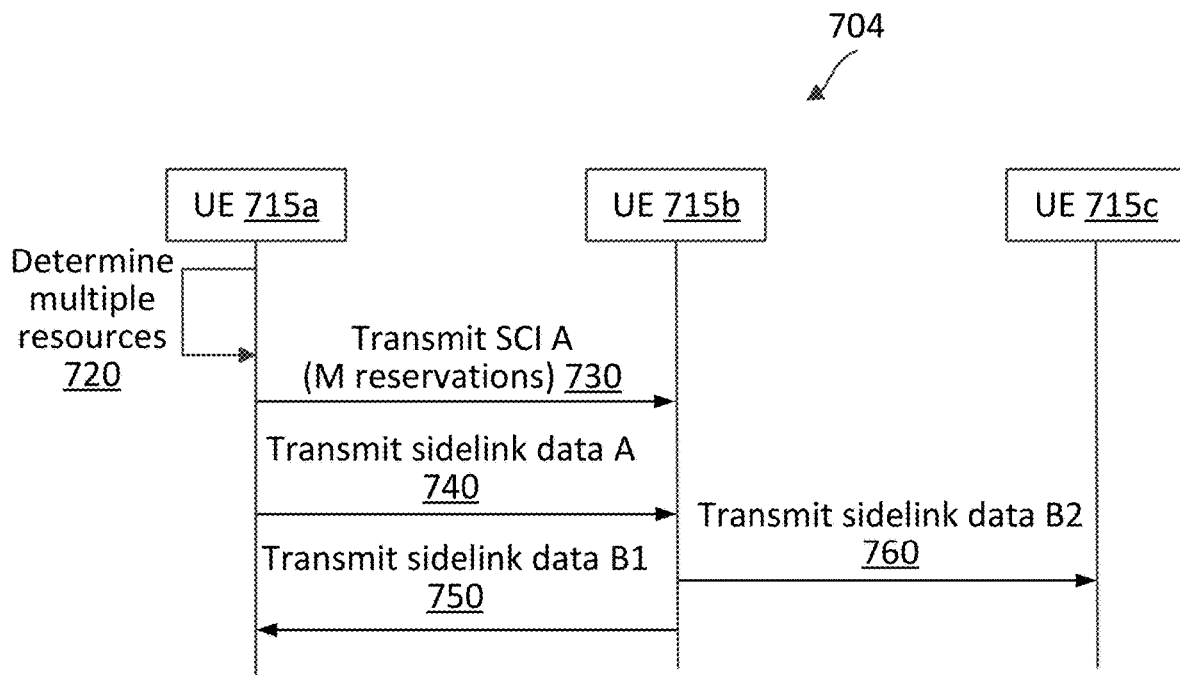 704
UE 715a
UE 715b
UE 715c
Determine
multiple
resources
720
Transmit SCI A
(M reservations) 730
Transmit sidelink data A
740
Transmit sidelink data B2
760
Transmit sidelink data B1
750